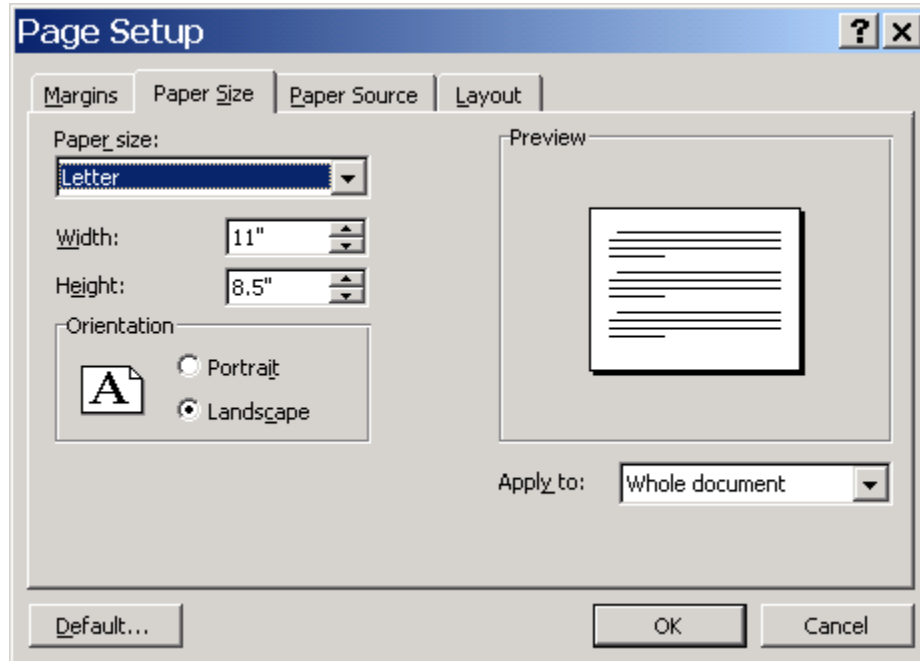 Page Setup
Margins Paper Size Paper Source Layout
Paper size:
Letter
Width: 11"
Height: 8.5"
Orientation
A
Portrait
Landscape
Preview
Apply to: Whole document
Default... OK Cancel